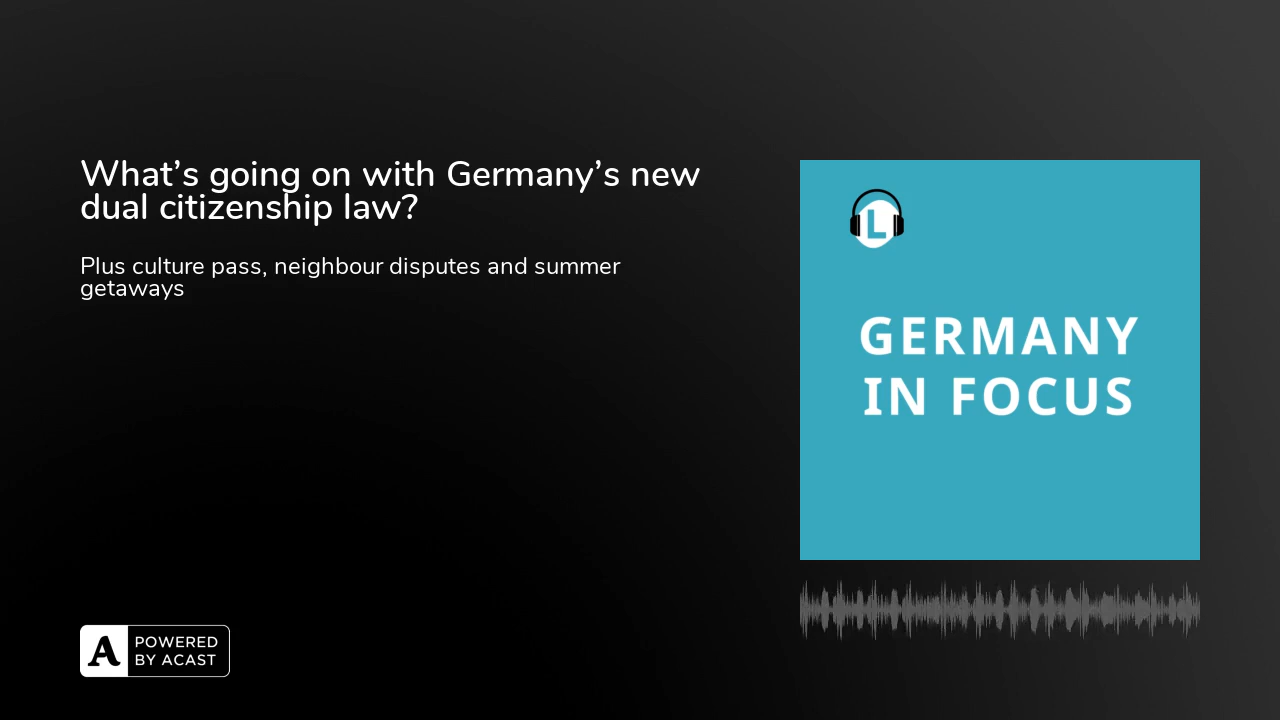 What’s going on with Germany’s new
dual citizenship law?
Plus culture pass, neighbour disputes and summer
getaways
L
GERMANY
IN FOCUS
A
POWERED
BY ACAST